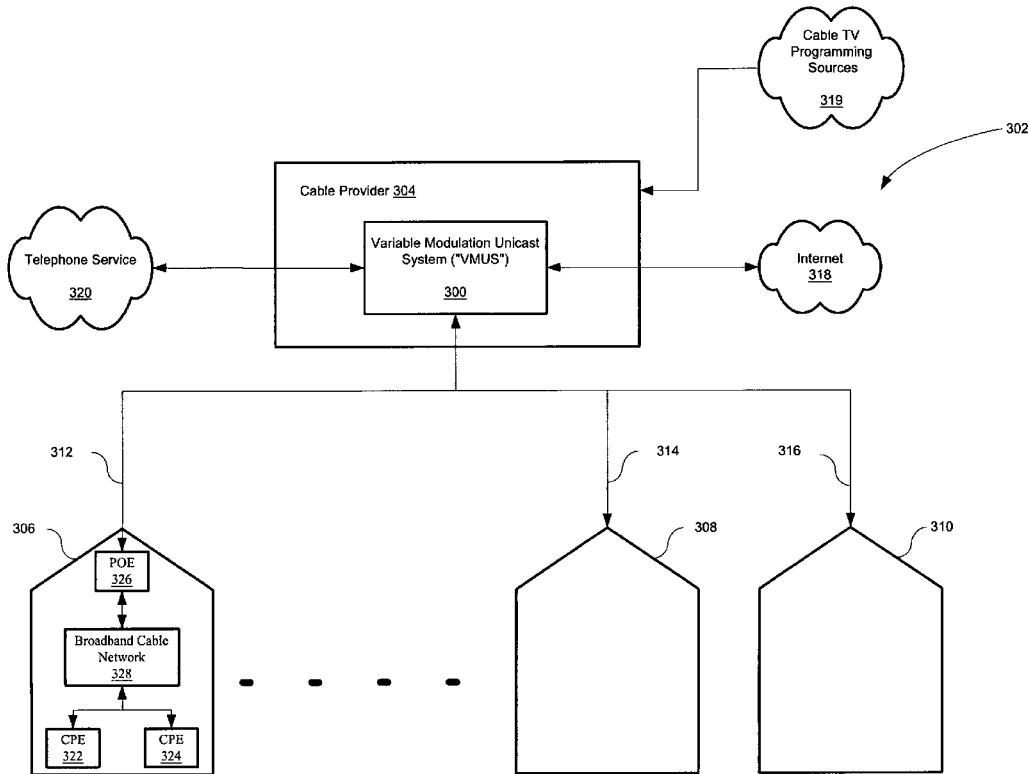 Cable TV
Programming
Sources
319
302
Cable Provider 304
Variable Modulation Unicast
System ("VMUS")
300
Telephone Service
320
Internet
318
312
314
316
306
308
310
POE
326
Broadband Cable
Network
328
CPE
322
CPE
324